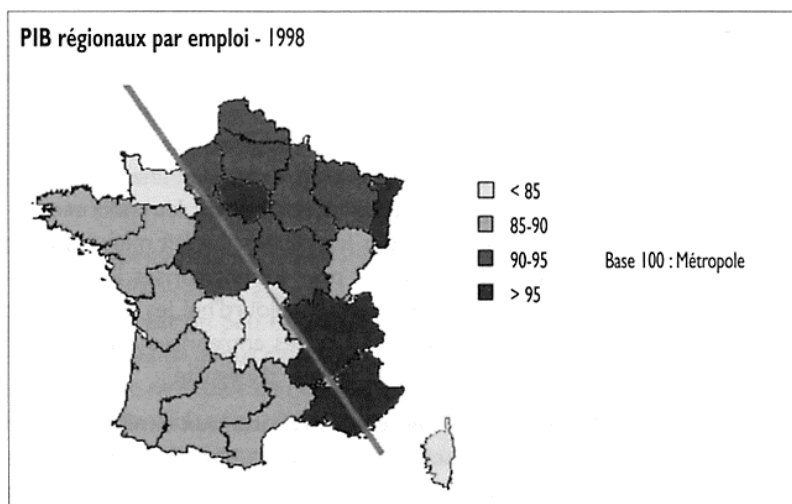 PIB régionaux par emploi - 1998
< 85
85-90
90-95
Base 100 : Métropole
> 95